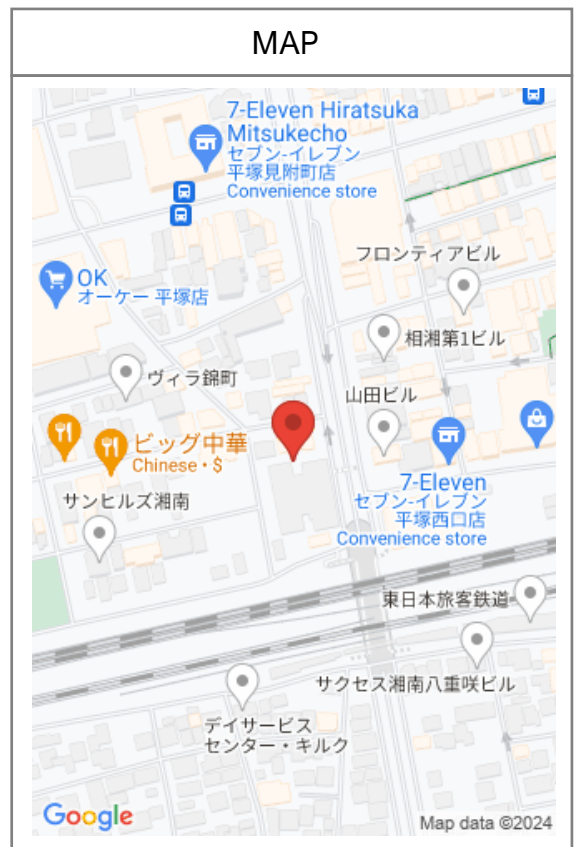 MAP
7-Eleven Hiratsuka
Mitsukecho
セブン-イレブン
平塚見附町店
Convenience store
フロンティアビル
OK
オーケー 平塚店
相湘第1ビル
ヴィラ錦町
山田ビル
ビッグ中華
Chinese・$
7-Eleven
セブン-イレブン
平塚西口店
Convenience store
サンヒルズ湘南
東日本旅客鉄道
サクセス湘南八重咲ビル
デイサービス
センター・キルク
Google
Map data ©2024